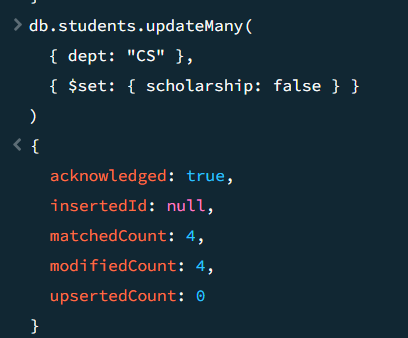 > db.students.updateMany(
{ dept: "CS" },
{ $set: { scholarship: false } }
)
< {
acknowledged: true,
insertedId: null,
matchedCount: 4,
modifiedCount: 4,
upsertedCount: 0
}